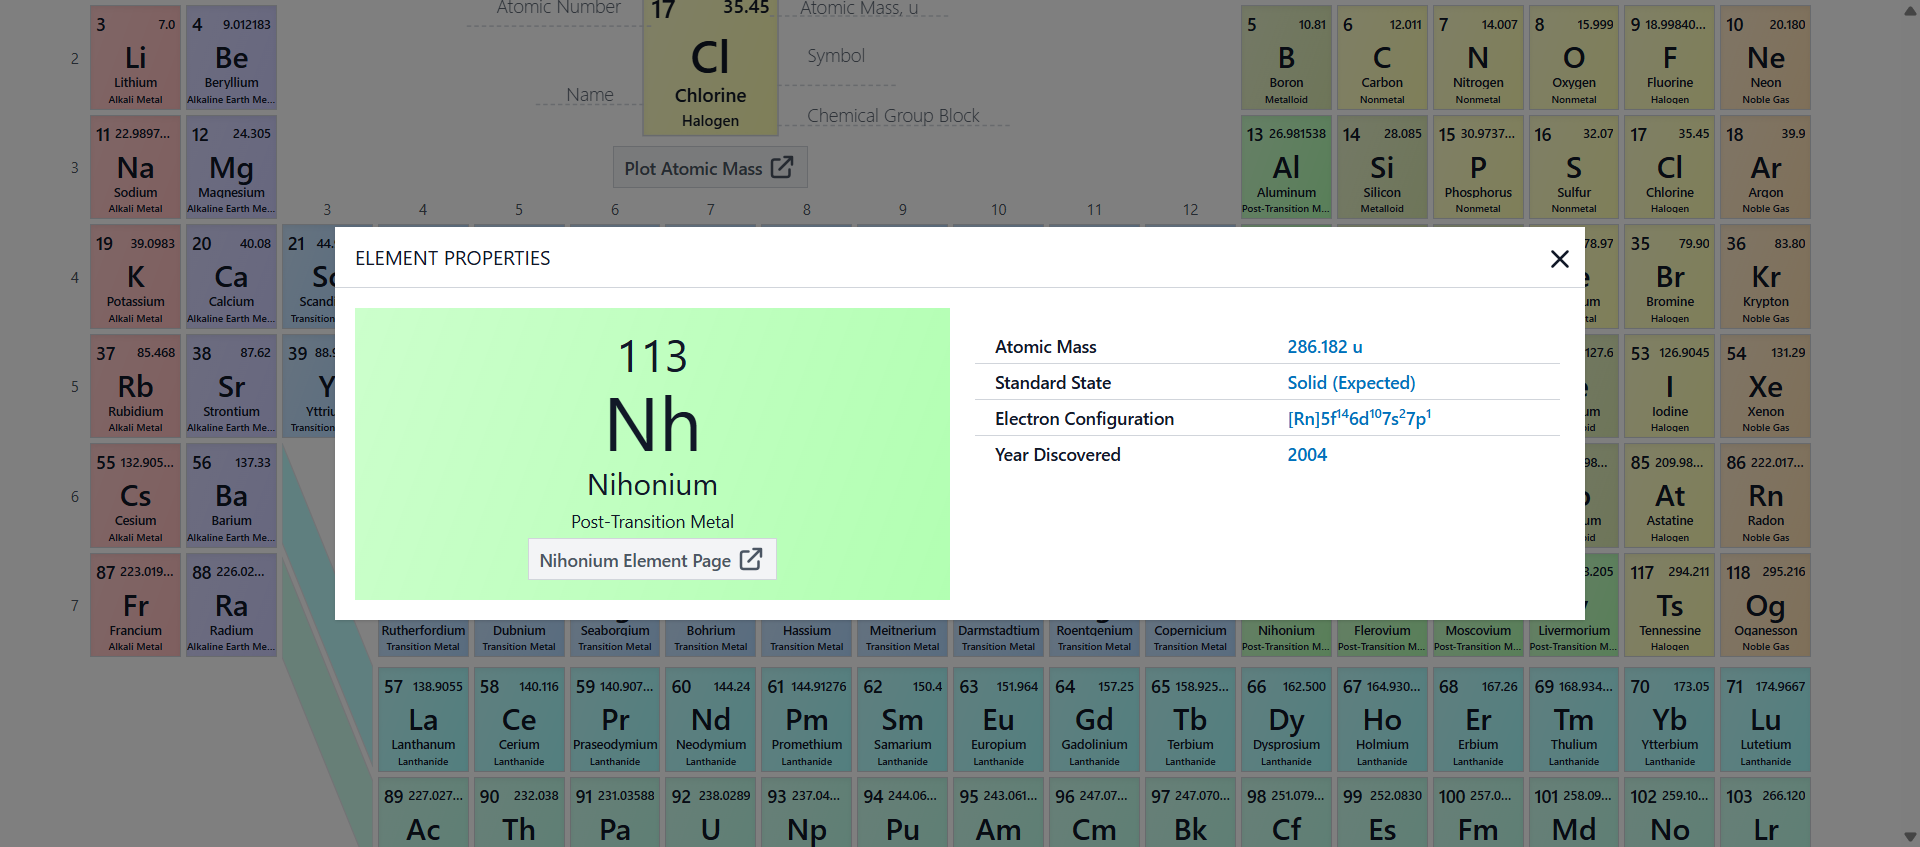 Atomic Number
17 35.45
Atomic Mass, u
Cl
Symbol
Name
Chlorine
Halogen
Chemical Group Block
Plot Atomic Mass
2
3 7.0
Li
Lithium
Alkali Metal
4 9.012183
Be
Beryllium
Alkaline Earth Me...
5 10.81
B
Boron
Metalloid
6 12.011
C
Carbon
Nonmetal
7 14.007
N
Nitrogen
Nonmetal
8 15.999
O
Oxygen
Nonmetal
9 18.99840...
F
Fluorine
Halogen
10 20.180
Ne
Neon
Noble Gas
3
11 22.9897...
Na
Sodium
Alkali Metal
12 24.305
Mg
Magnesium
Alkaline Earth Me...
13 26.981538
Al
Aluminum
Post-Transition M...
14 28.085
Si
Silicon
Metalloid
15 30.9737...
P
Phosphorus
Nonmetal
16 32.07
S
Sulfur
Nonmetal
17 35.45
Cl
Chlorine
Halogen
18 39.9
Ar
Argon
Noble Gas
3 4 5 6 7 8 9 10 11 12
4
19 39.0983
K
Potassium
Alkali Metal
20 40.08
Ca
Calcium
Alkaline Earth Me...
21 44.
78.97
35 79.90
Br
Bromine
Halogen
36 83.80
Kr
Krypton
Noble Gas
5
37 85.468
Rb
Rubidium
Alkali Metal
38 87.62
Sr
Strontium
Alkaline Earth Me...
39 88.9
Y
127.6
53 126.9045
I
Iodine
Halogen
54 131.29
Xe
Xenon
Noble Gas
6
55 132.905...
Cs
Cesium
Alkali Metal
56 137.33
Ba
Barium
Alkaline Earth Me...
85 209.98...
At
Astatine
Halogen
86 222.017...
Rn
Radon
Noble Gas
7
87 223.019...
Fr
Francium
Alkali Metal
88 226.02...
Ra
Radium
Alkaline Earth Me...
117 294.211
Ts
Tennessine
Halogen
118 295.216
Og
Oganesson
Noble Gas
ELEMENT PROPERTIES
113
Nh
Nihonium
Post-Transition Metal
Nihonium Element Page
Atomic Mass 286.182 u
Standard State Solid (Expected)
Electron Configuration [Rn]5f¹⁴6d¹⁰7s²7p¹
Year Discovered 2004
Rutherfordium
Transition Metal
Dubnium
Transition Metal
Seaborgium
Transition Metal
Bohrium
Transition Metal
Hassium
Transition Metal
Meitnerium
Transition Metal
Darmstadtium
Transition Metal
Roentgenium
Transition Metal
Copernicium
Transition Metal
Nihonium
Post-Transition M...
Flerovium
Post-Transition M...
Moscovium
Post-Transition M...
Livermorium
Post-Transition M...
57 138.9055
La
Lanthanum
Lanthanide
58 140.116
Ce
Cerium
Lanthanide
59 140.907...
Pr
Praseodymium
Lanthanide
60 144.24
Nd
Neodymium
Lanthanide
61 144.91276
Pm
Promethium
Lanthanide
62 150.4
Sm
Samarium
Lanthanide
63 151.964
Eu
Europium
Lanthanide
64 157.25
Gd
Gadolinium
Lanthanide
65 158.925...
Tb
Terbium
Lanthanide
66 162.500
Dy
Dysprosium
Lanthanide
67 164.930...
Ho
Holmium
Lanthanide
68 167.26
Er
Erbium
Lanthanide
69 168.934...
Tm
Thulium
Lanthanide
70 173.05
Yb
Ytterbium
Lanthanide
71 174.9667
Lu
Lutetium
Lanthanide
89 227.027...
Ac
90 232.038
Th
91 231.03588
Pa
92 238.0289
U
93 237.04...
Np
94 244.06...
Pu
95 243.061...
Am
96 247.07...
Cm
97 247.070...
Bk
98 251.079...
Cf
99 252.0830
Es
100 257.0...
Fm
101 258.09...
Md
102 259.10...
No
103 266.120
Lr